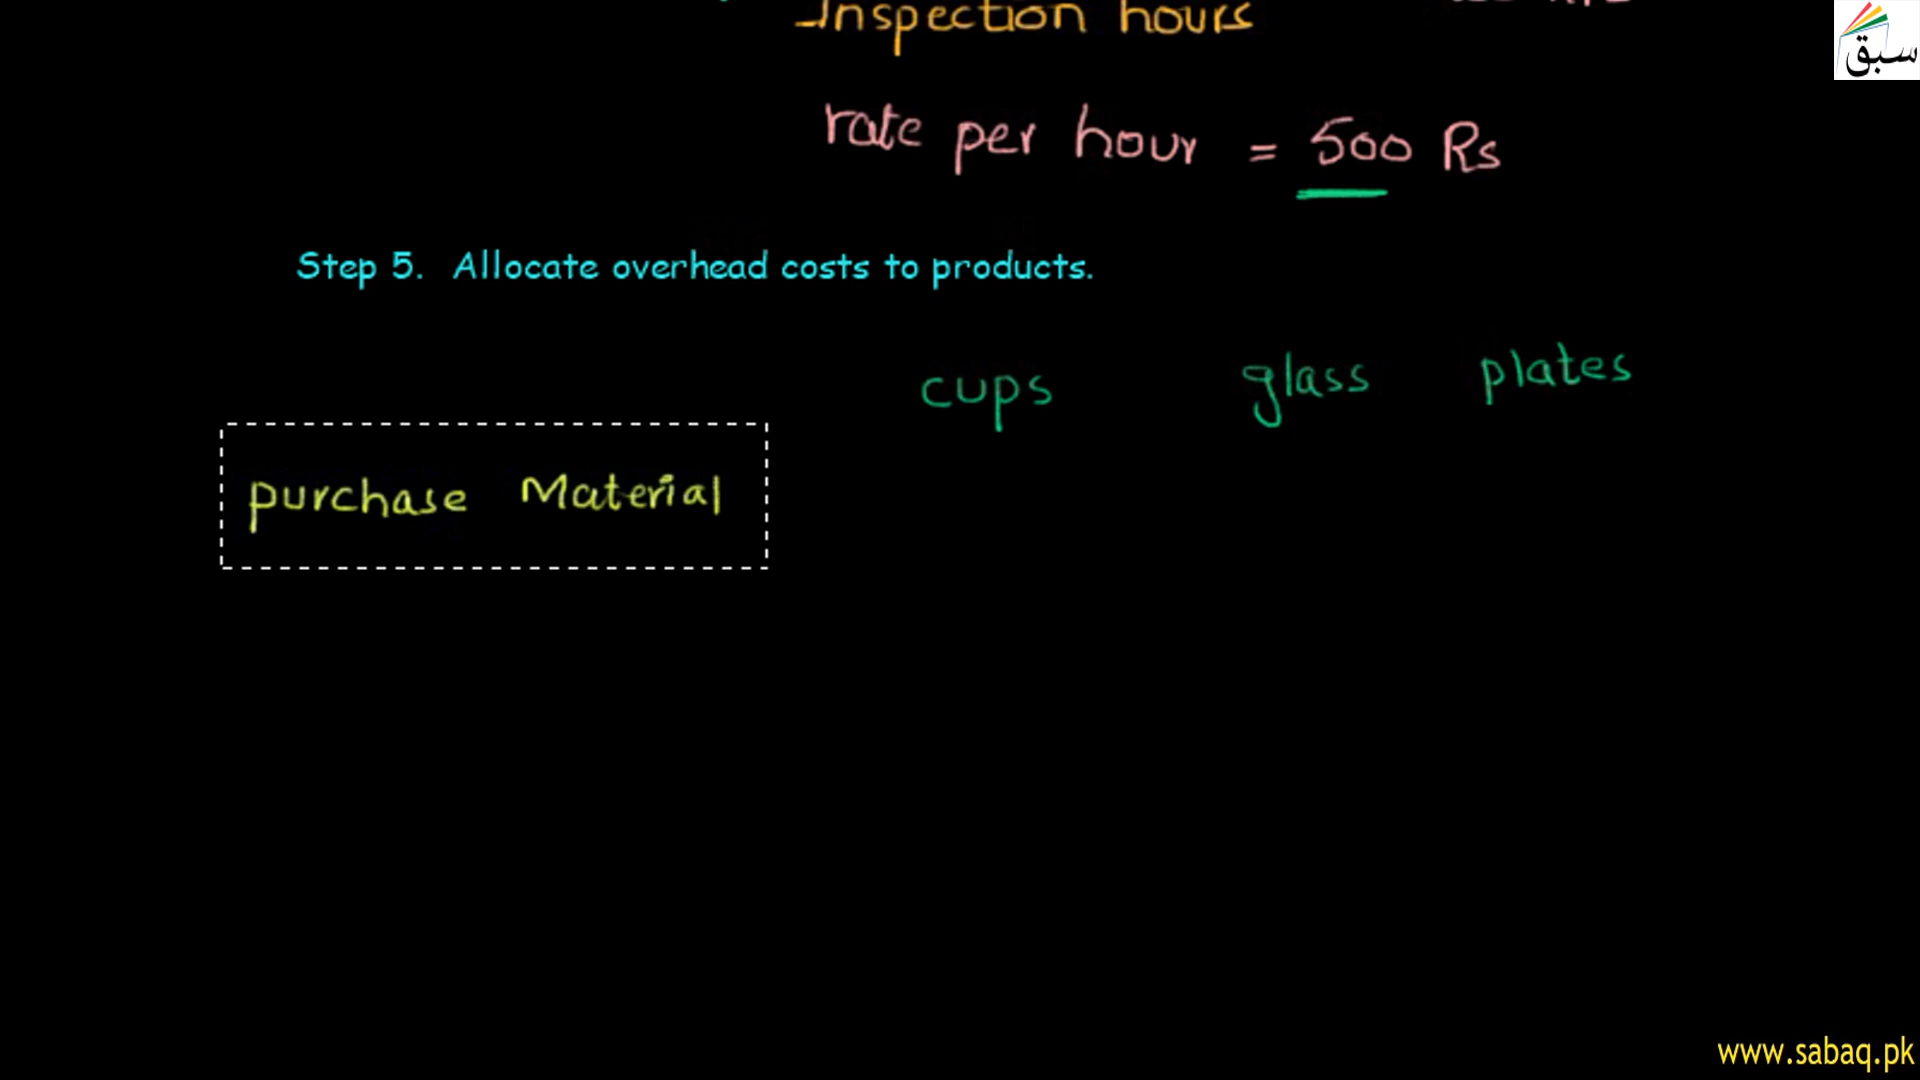 Inspection hours
سبق
rate per hour = 500 Rs
Step 5. Allocate overhead costs to products.
cups glass plates
purchase Material
www.sabaq.pk